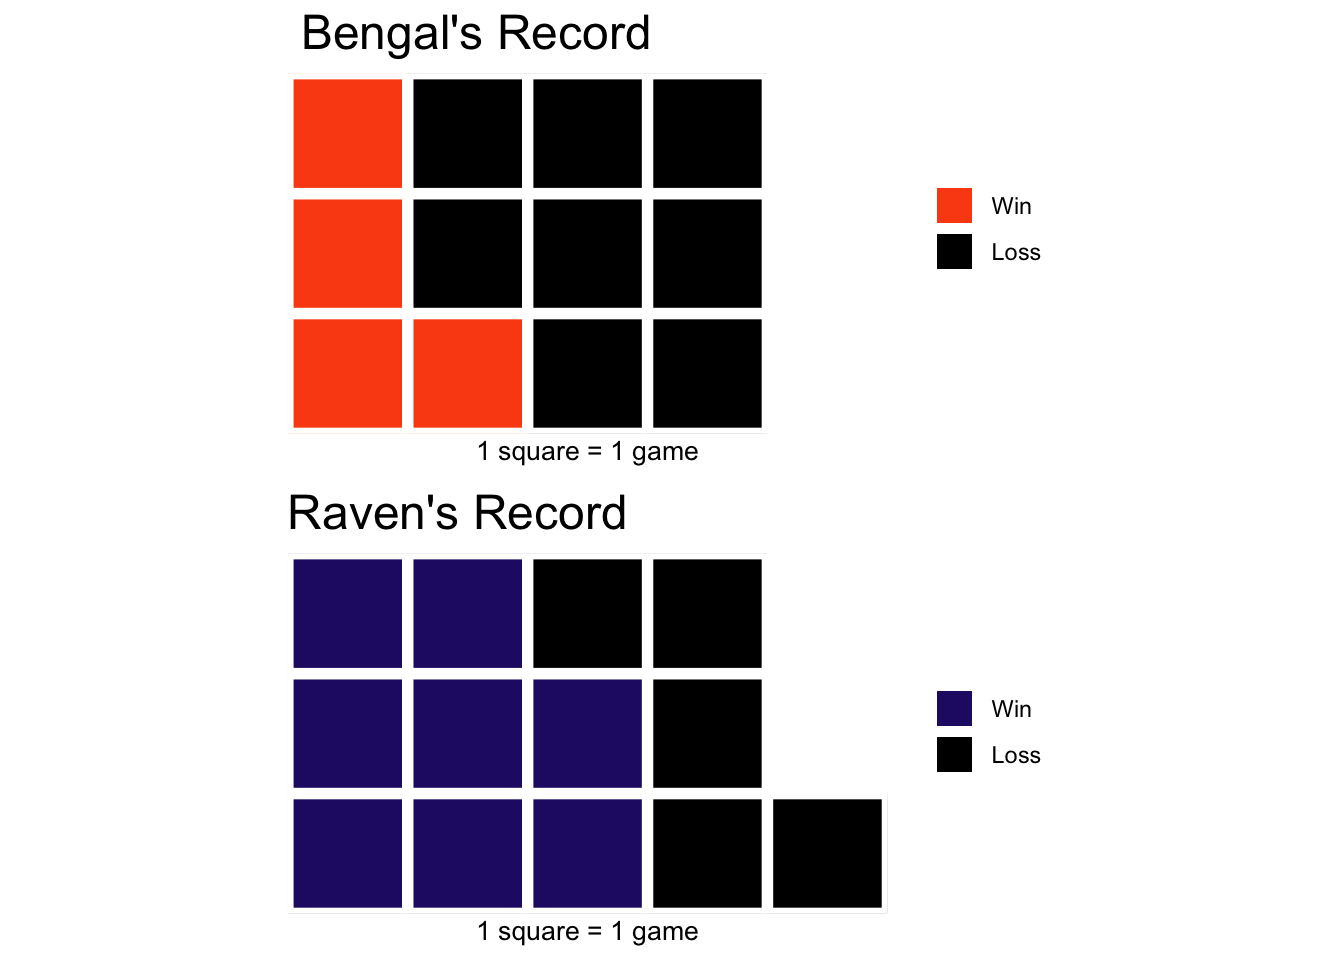 Bengal's Record
Win
Loss
1 square = 1 game
Raven's Record
Win
Loss
1 square = 1 game